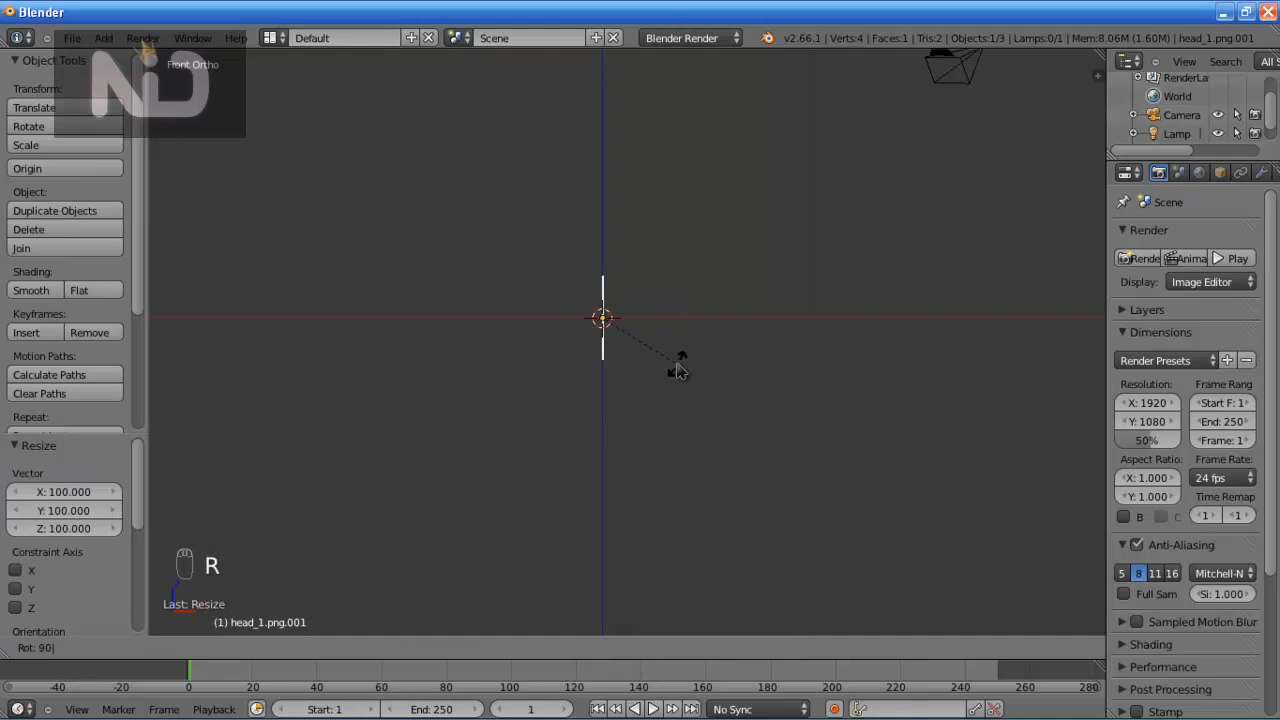 Blender
File Add Render Window Help Default Scene Blender Render v2.66.1 | Verts:4 | Faces:1 | Tris:2 | Objects:1/3 | Lamps:0/1 | Mem:8.06M (1.60M) | head_1.png.001
Object Tools
Front Ortho
View Search All S
RenderLa
World
Camera
Lamp
ND
Transform:
Translate
Rotate
Scale
Origin
Object:
Duplicate Objects
Delete
Join
Shading:
Smooth Flat
Keyframes:
Insert Remove
Motion Paths:
Calculate Paths
Clear Paths
Repeat:
Resize
Vector
X: 100.000
Y: 100.000
Z: 100.000
Constraint Axis
X
Y
Z
Orientation
R
Last: Resize
(1) head_1.png.001
Rot: 90|
Scene
Render
Rende Anima Play
Display: Image Editor
Layers
Dimensions
Render Presets
Resolution: Frame Rang
X: 1920 Start F: 1
Y: 1080 End: 250
50% Frame: 1
Aspect Ratio: Frame Rate:
X: 1.000 24 fps
Y: 1.000 Time Remap
B C 1 1
Anti-Aliasing
5 8 11 16 Mitchell-N
Full Sam Si: 1.000
Sampled Motion Blur
Shading
Performance
Post Processing
Stamp
-40 -20 0 20 40 60 80 100 120 140 160 180 200 220 240 260 280
View Marker Frame Playback Start: 1 End: 250 1 No Sync